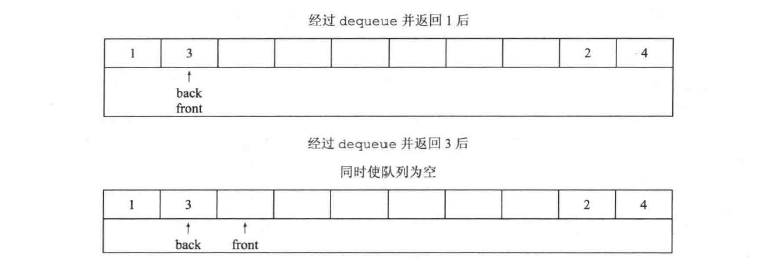 经过 dequeue 并返回 1 后
1 3 2 4
↑
back
front
经过 dequeue 并返回 3 后
同时使队列为空
1 3 2 4
↑ ↑
back front